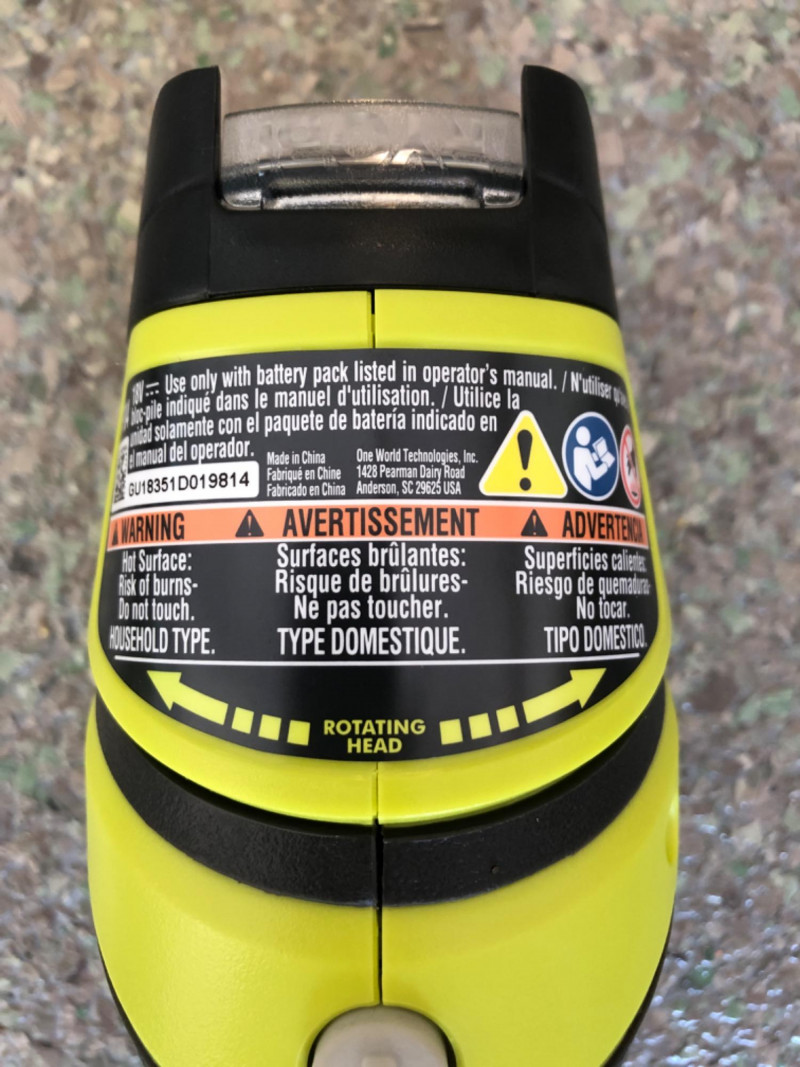 18V Use only with battery pack listed in operator's manual. / N'utiliser qu'
bloc-pile indiqué dans le manuel d'utilisation. / Utilice la
unidad solamente con el paquete de batería indicado en
el manual del operador.
GU18351D019814
Made in China
Fabriqué en Chine
Fabricado en China
One World Technologies, Inc.
1428 Pearman Dairy Road
Anderson, SC 29625 USA
WARNING
Hot Surface:
Risk of burns-
Do not touch.
HOUSEHOLD TYPE.
AVERTISSEMENT
Surfaces brûlantes:
Risque de brûlures-
Ne pas toucher.
TYPE DOMESTIQUE.
ADVERTENCIA
Superficies calientes:
Riesgo de quemaduras-
No tocar.
TIPO DOMESTICO.
ROTATING
HEAD